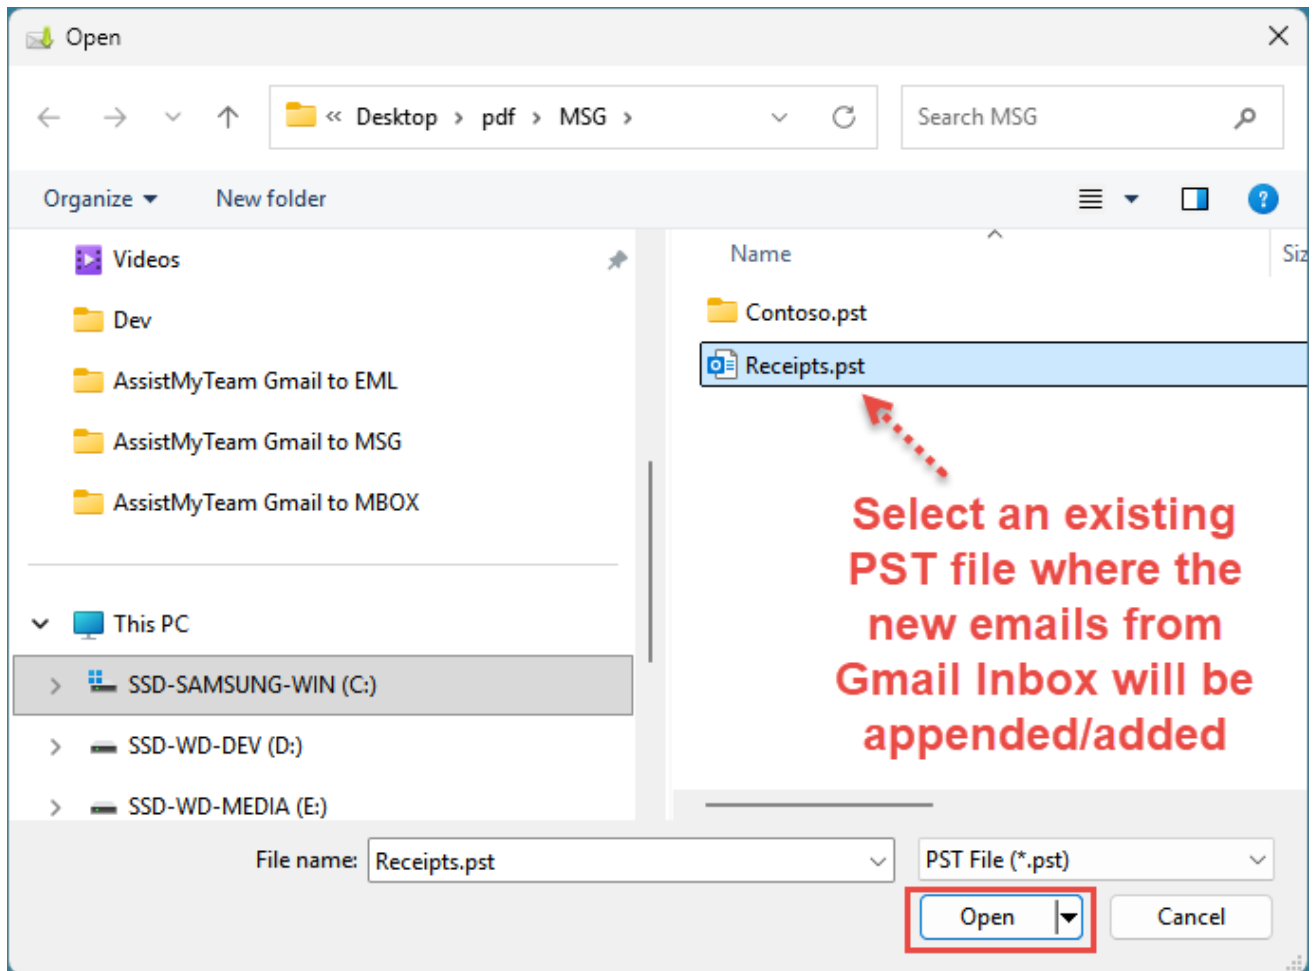 Open
« Desktop > pdf > MSG >
Search MSG
Organize
New folder
Name
Siz
Videos
Dev
AssistMyTeam Gmail to EML
AssistMyTeam Gmail to MSG
AssistMyTeam Gmail to MBOX
This PC
SSD-SAMSUNG-WIN (C:)
SSD-WD-DEV (D:)
SSD-WD-MEDIA (E:)
Contoso.pst
Receipts.pst
Select an existing
PST file where the
new emails from
Gmail Inbox will be
appended/added
File name: Receipts.pst
PST File (*.pst)
Open
Cancel